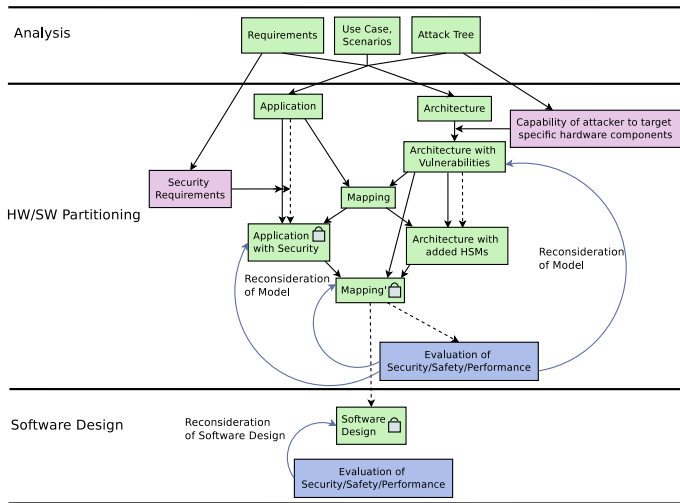 Analysis
Requirements
Use Case,
Scenarios
Attack Tree
HW/SW Partitioning
Application
Architecture
Capability of attacker to target
specific hardware components
Architecture with
Vulnerabilities
Security
Requirements
Mapping
Application
with Security
Architecture with
added HSMs
Reconsideration
of Model
Reconsideration
of Model
Mapping'
Evaluation of
Security/Safety/Performance
Software Design
Reconsideration
of Software Design
Software
Design
Evaluation of
Security/Safety/Performance